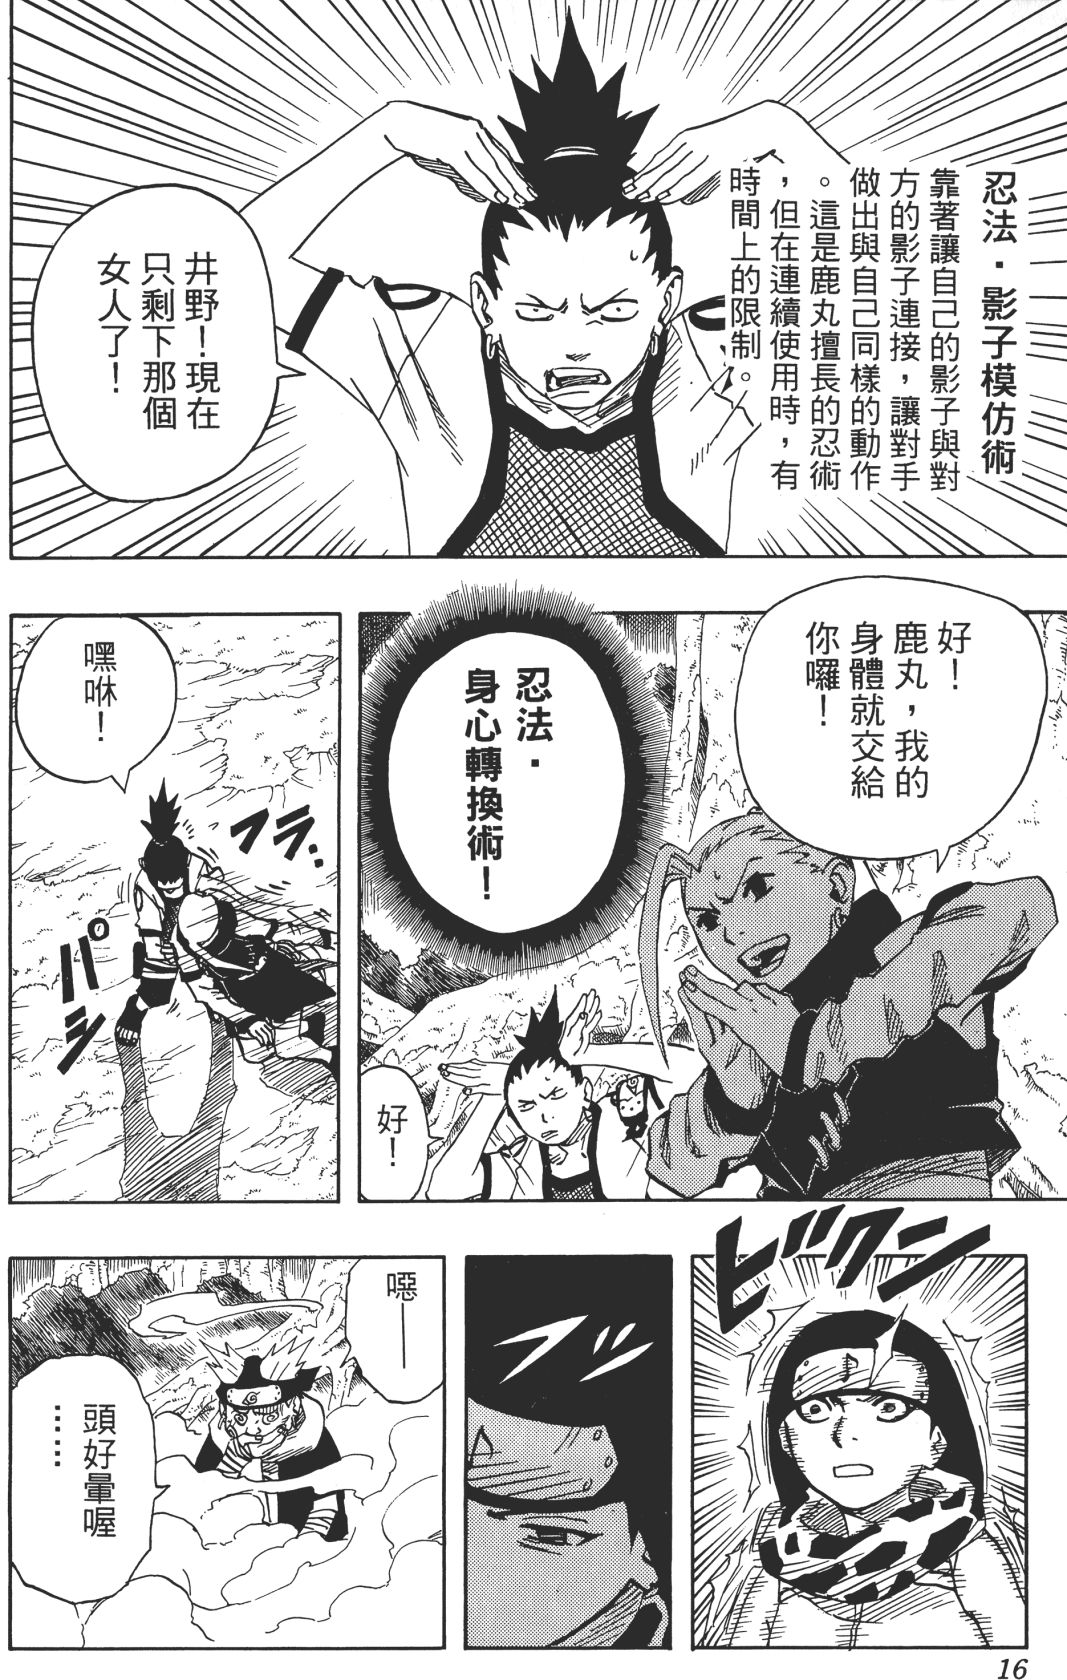 忍法·影子模仿術
靠著讓自己的影子與對
方的影子連接，讓對手
做出與自己同樣的動作
。這是鹿丸擅長的忍術
，但在連續使用時，有
時間上的限制。
井野！現在
只剩下那個
女人了！
好！
鹿丸，我的
身體就交給
你囉！
忍法·
身心轉換術！
好！
嘿咻！
フラ
パシ
ビクン
ブッ
噁——
頭好暈喔
……
16